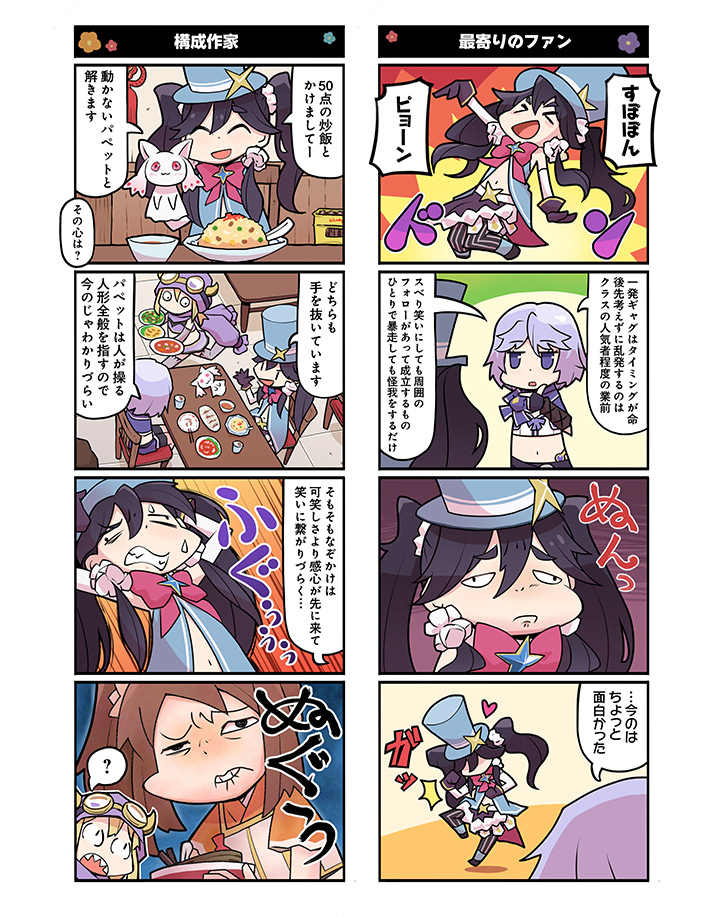 最寄りのファン
すぽぽん
ピョーン
ドン
一発ギャグはタイミングが命
後先考えずに乱発するのは
クラスの人気者程度の業前
スベり笑いにしても周囲の
フォローがあって成立するもの
ひとりで暴走しても怪我をするだけ
ぬんっ
…今のは
ちょっと
面白かった
ガッ
構成作家
50点の炒飯と
かけましてー
動かないパペットと
解きます
その心は?
どちらも
手を抜いています
パペットは人が操る
人形全般を指すので
今のじゃわかりづらい
そもそもなぞかけは
可笑しさより感心が先に来て
笑いに繋がりづらく…
ふぐぅぅぅ
ぬぐぅ
?